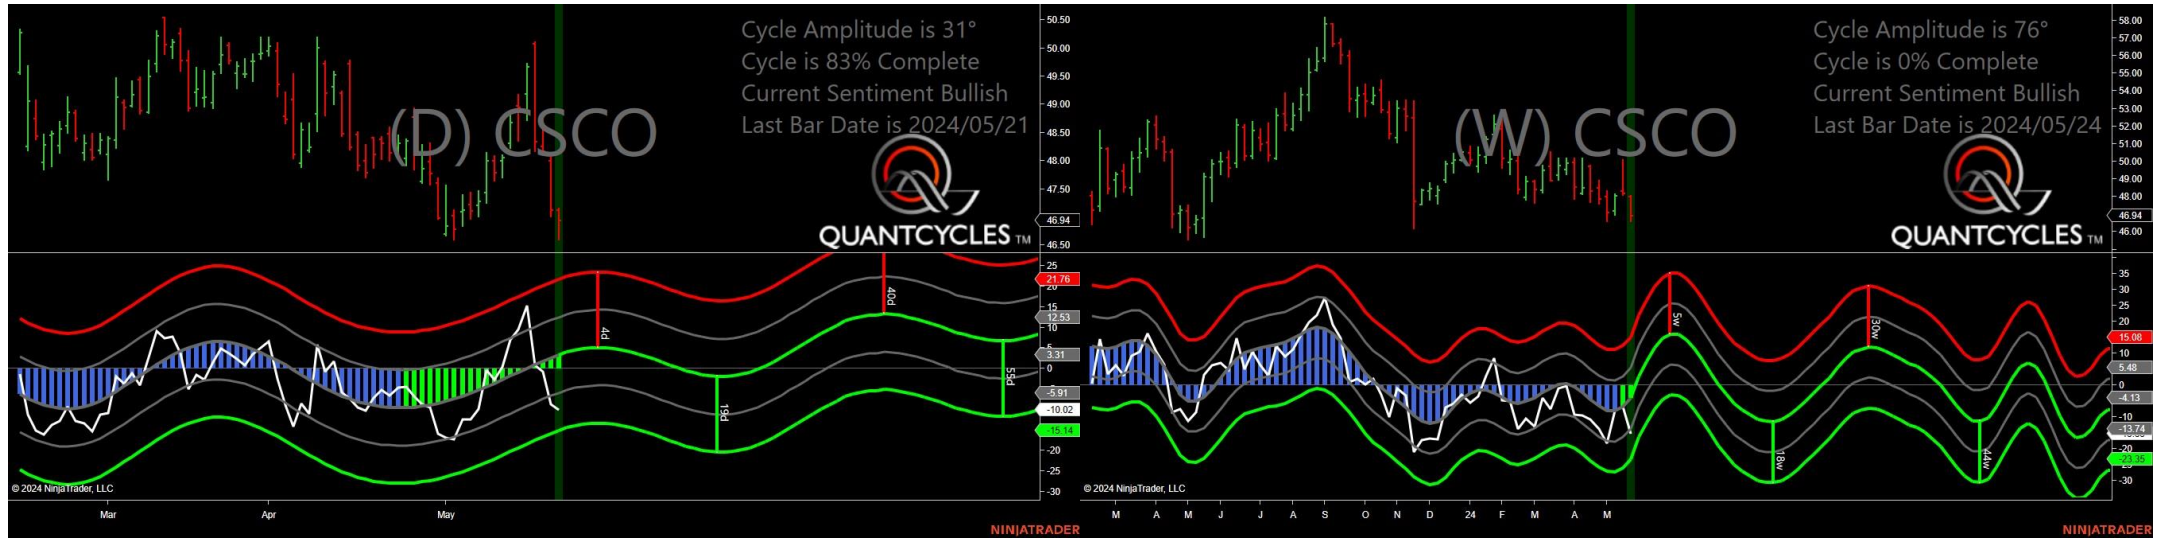 Cycle Amplitude is 31°
Cycle is 83% Complete
Current Sentiment Bullish
Last Bar Date is 2024/05/21
(D) CSCO
QUANTCYCLES TM
50.50
50.00
49.50
49.00
48.50
48.00
47.50
46.94
46.50
25
21.76
20
15
12.53
10
5
3.31
0
-5.91
-10.02
-15.14
-20
-25
-30
4d
19d
40d
55d
© 2024 NinjaTrader, LLC
Mar
Apr
May
NINJATRADER
Cycle Amplitude is 76°
Cycle is 0% Complete
Current Sentiment Bullish
Last Bar Date is 2024/05/24
(W) CSCO
QUANTCYCLES TM
58.00
57.00
56.00
55.00
54.00
53.00
52.00
51.00
50.00
49.00
48.00
46.94
46.00
35
30
25
20
15.08
10
5.48
0
-4.13
-10
-13.74
-20
-23.35
-30
5w
18w
30w
44w
© 2024 NinjaTrader, LLC
M
A
M
J
J
A
S
O
N
D
24
F
M
A
M
NINJATRADER